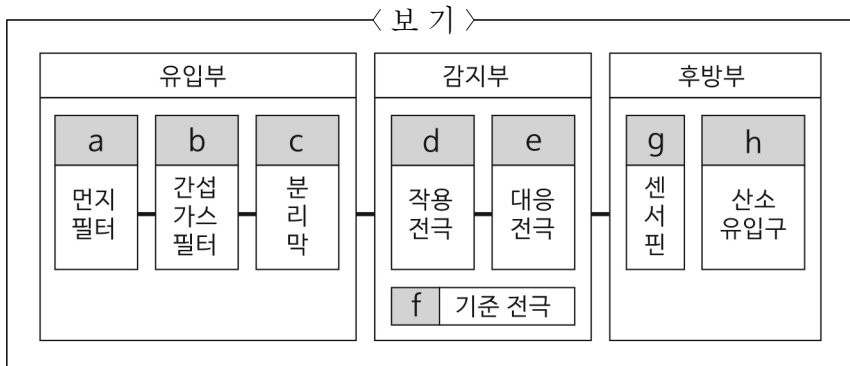 〈보 기〉
유입부
감지부
후방부
a
b
c
d
e
g
h
먼지
필터
간섭
가스
필터
분
리
막
작용
전극
대응
전극
센
서
핀
산소
유입구
f 기준 전극